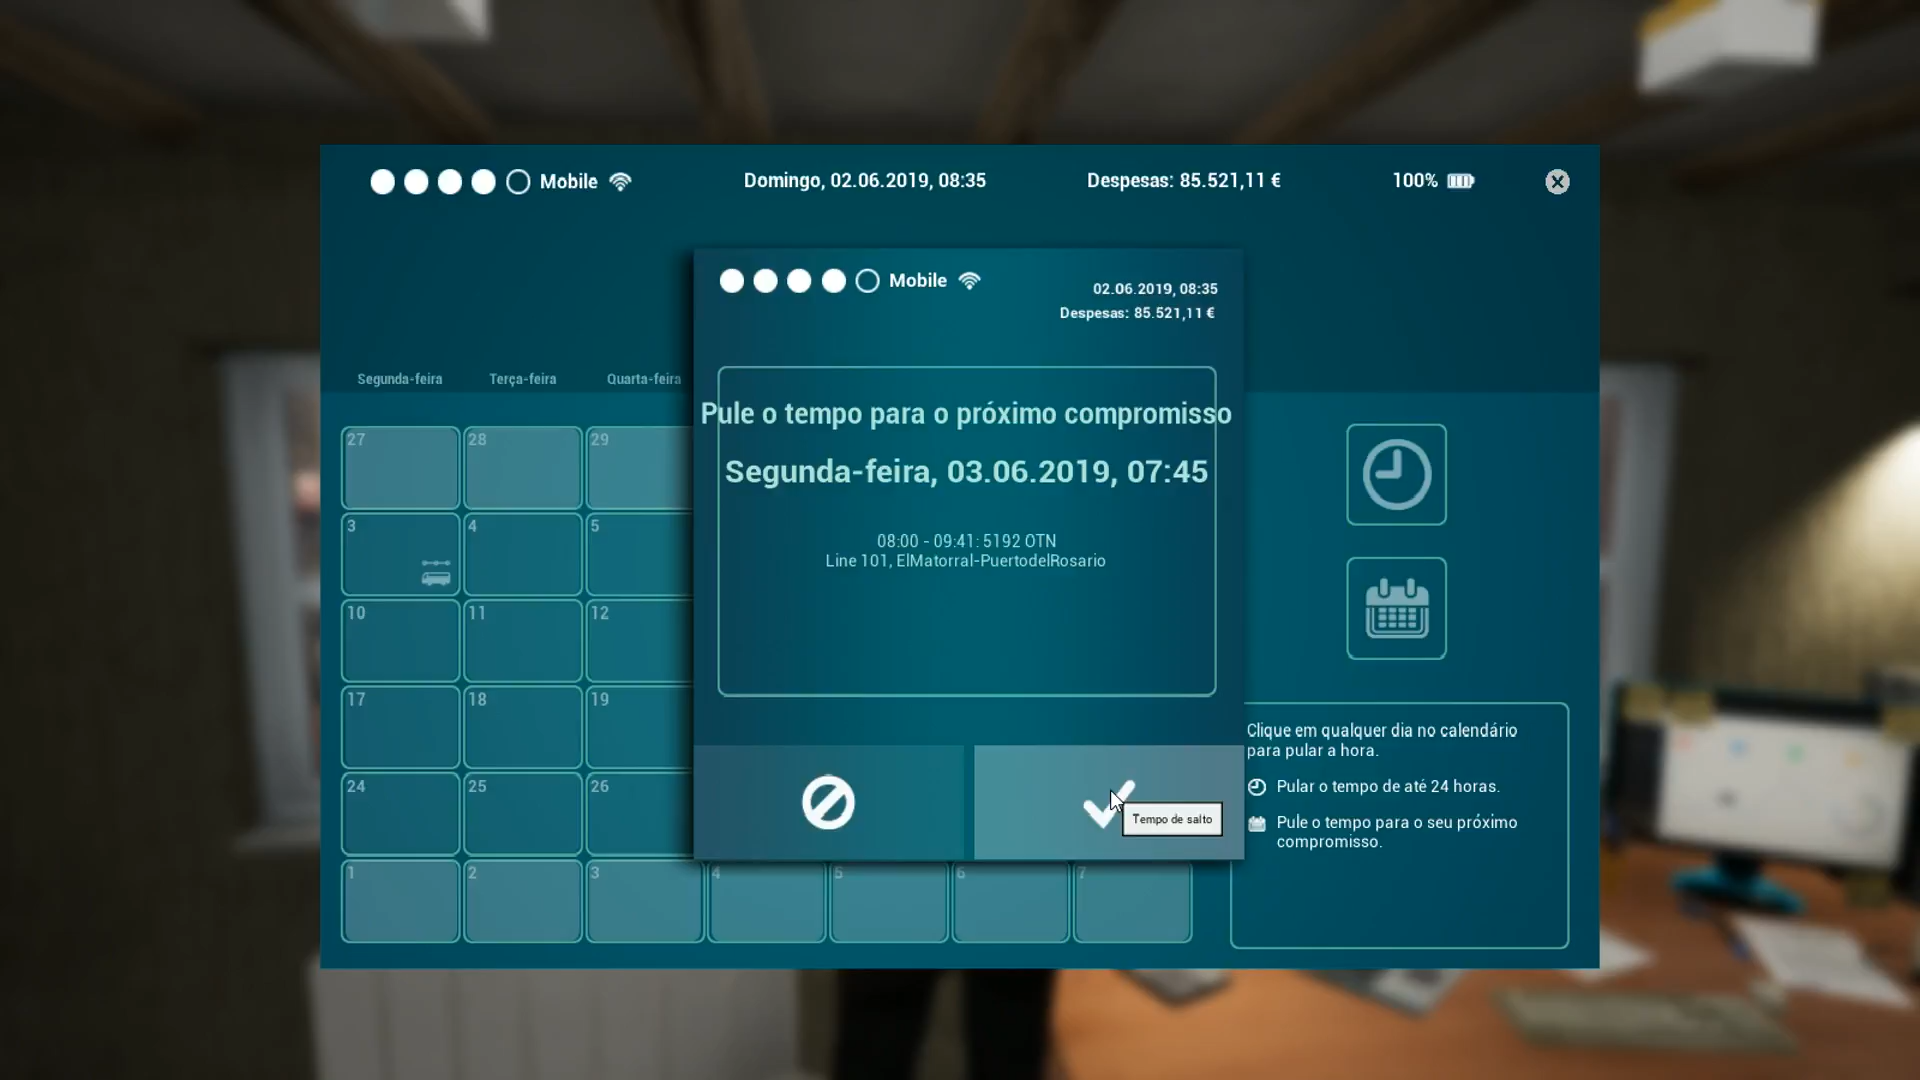 Mobile
Domingo, 02.06.2019, 08:35
Despesas: 85.521,11 €
100%
Mobile
02.06.2019, 08:35
Despesas: 85.521,11 €
Segunda-feira
Terça-feira
Quarta-feira
Pule o tempo para o próximo compromisso
Segunda-feira, 03.06.2019, 07:45
08:00 - 09:41: 5192 OTN
Line 101, ElMatorral-PuertodelRosario
27 28 29
3 4 5
10 11 12
17 18 19
24 25 26
1 2 3 4 5 6 7
Tempo de salto
Clique em qualquer dia no calendário
para pular a hora.
Pular o tempo de até 24 horas.
Pule o tempo para o seu próximo
compromisso.